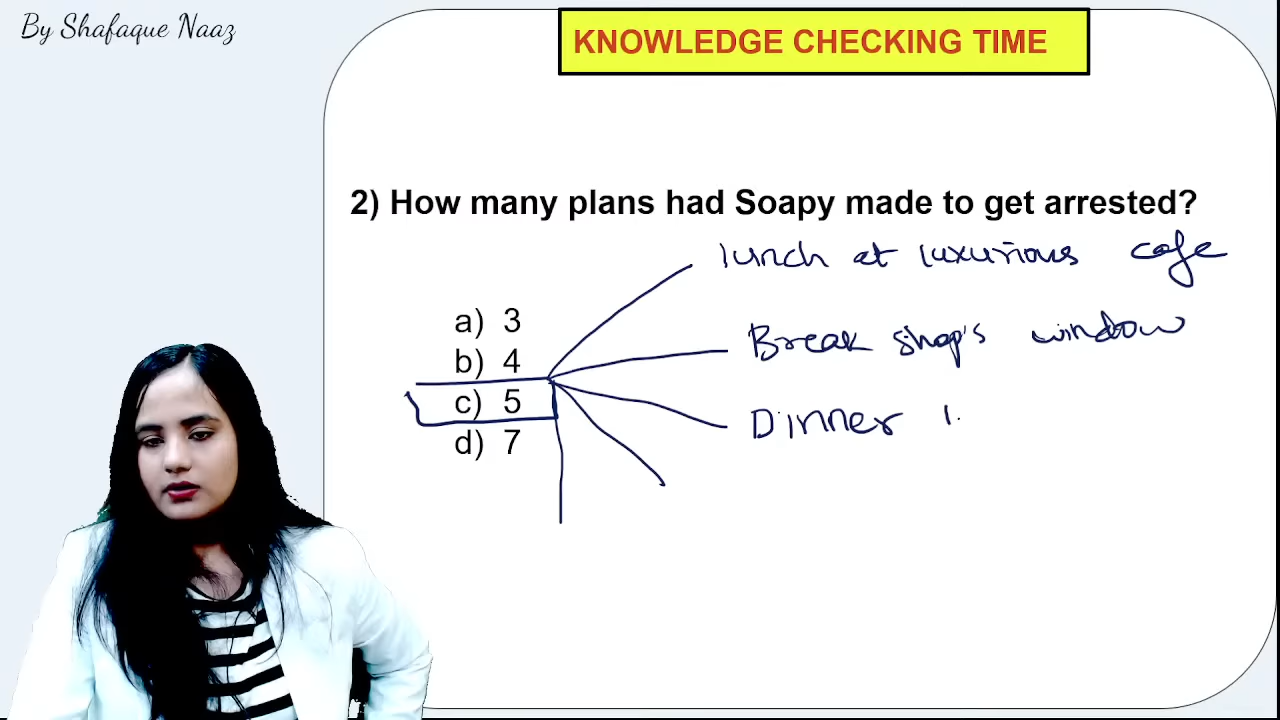 By Shafaque Naaz
KNOWLEDGE CHECKING TIME
2) How many plans had Soapy made to get arrested?
lunch at luxurious cafe
a) 3
Break shop's window
b) 4
c) 5
Dinner
d) 7